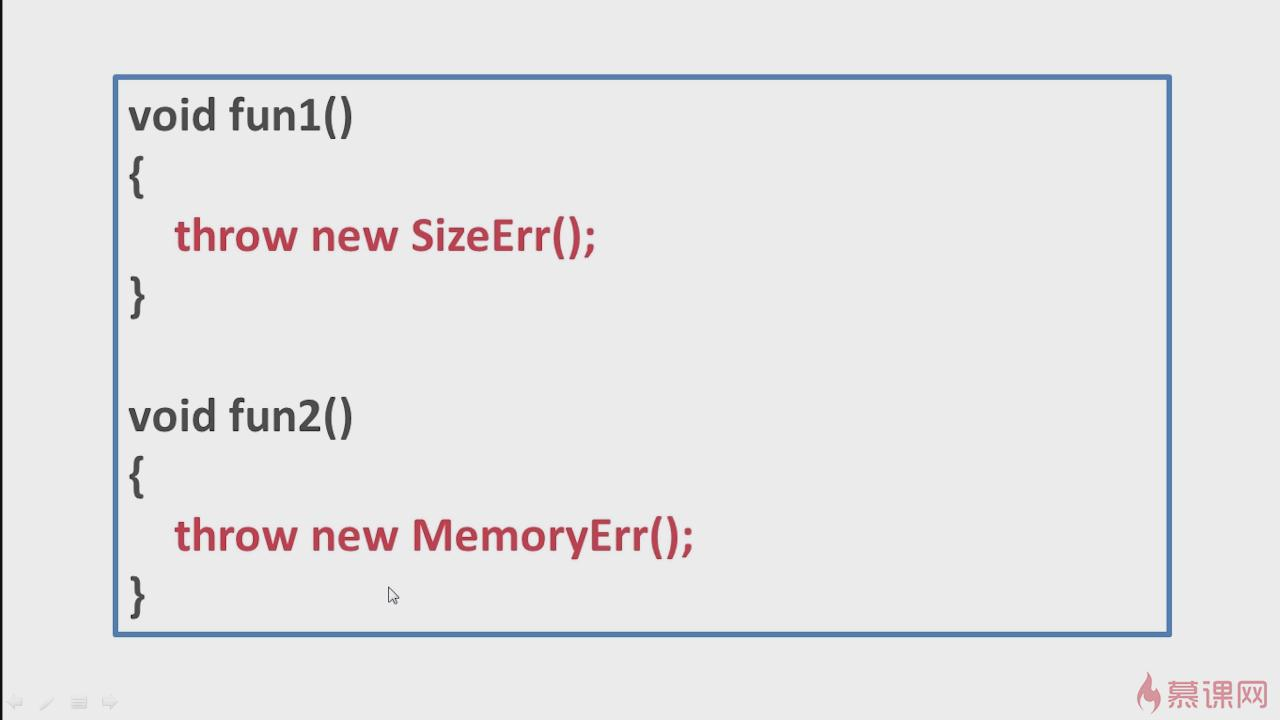 void fun1()
{
throw new SizeErr();
}
void fun2()
{
throw new MemoryErr();
}
慕课网